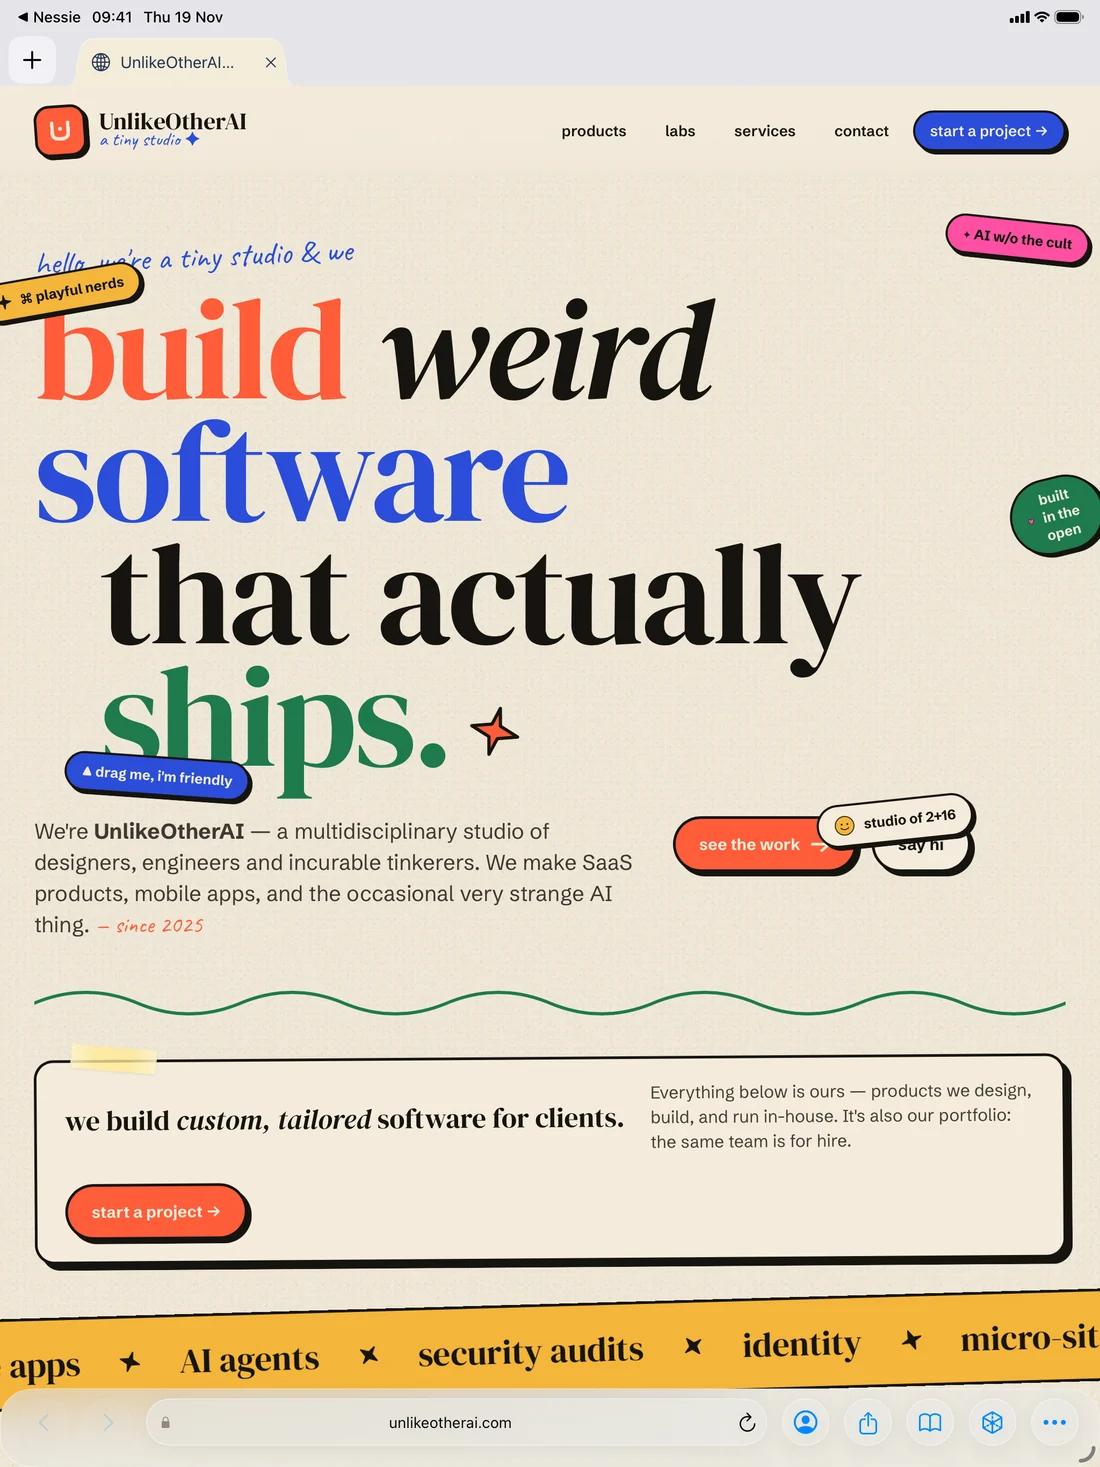 Nessie 09:41 Thu 19 Nov
UnlikeOtherAI...
UnlikeOtherAI
a tiny studio
products labs services contact start a project →
AI w/o the cult
hello, we're a tiny studio & we
⌘ playful nerds
build weird
software
built
in the
open
that actually
ships.
drag me, i'm friendly
We're UnlikeOtherAI — a multidisciplinary studio of
designers, engineers and incurable tinkerers. We make SaaS
products, mobile apps, and the occasional very strange AI
thing. – since 2025
studio of 2+16
see the work →
say hi
we build custom, tailored software for clients.
Everything below is ours — products we design,
build, and run in-house. It's also our portfolio:
the same team is for hire.
start a project →
apps AI agents security audits identity micro-sit
unlikeotherai.com